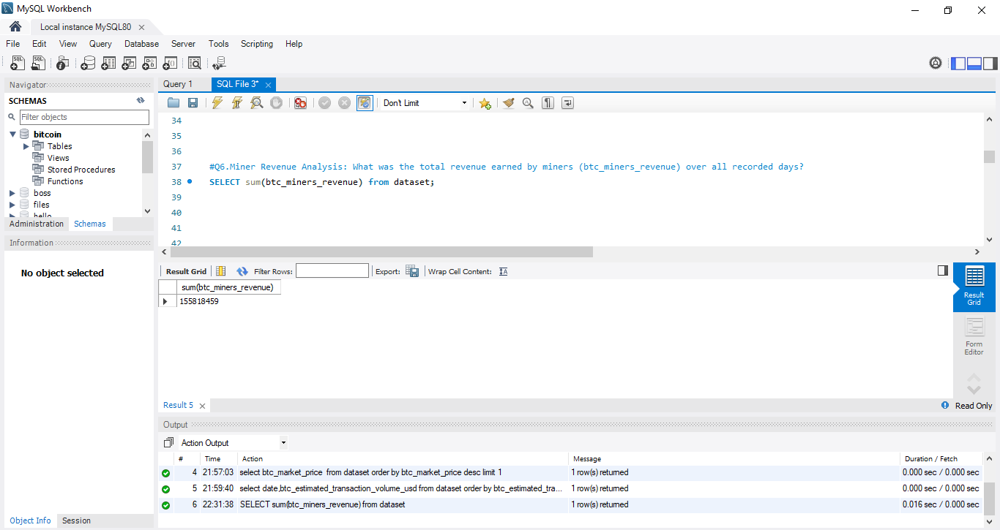 MySQL Workbench
Local instance MySQL80
File Edit View Query Database Server Tools Scripting Help
Navigator
SCHEMAS
Filter objects
bitcoin
Tables
Views
Stored Procedures
Functions
boss
files
hello
Administration Schemas
Information
No object selected
Object Info Session
Query 1 SQL File 3*
Don't Limit
34
35
36
37 #Q6.Miner Revenue Analysis: What was the total revenue earned by miners (btc_miners_revenue) over all recorded days?
38 SELECT sum(btc_miners_revenue) from dataset;
39
40
41
42
Result Grid Filter Rows: Export: Wrap Cell Content:
sum(btc_miners_revenue)
155818459
Result Grid
Form Editor
Result 5 Read Only
Output
Action Output
# Time Action Message Duration / Fetch
4 21:57:03 select btc_market_price from dataset order by btc_market_price desc limit 1 1 row(s) returned 0.000 sec / 0.000 sec
5 21:59:40 select date,btc_estimated_transaction_volume_usd from dataset order by btc_estimated_tra... 1 row(s) returned 0.000 sec / 0.000 sec
6 22:31:38 SELECT sum(btc_miners_revenue) from dataset 1 row(s) returned 0.016 sec / 0.000 sec